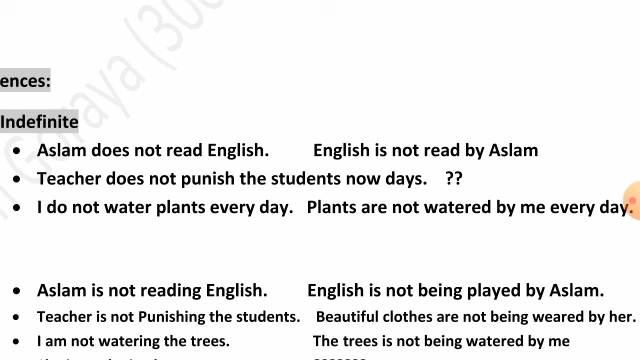 ences:
Indefinite
• Aslam does not read English. English is not read by Aslam
• Teacher does not punish the students now days. ??
• I do not water plants every day. Plants are not watered by me every day.
• Aslam is not reading English. English is not being played by Aslam.
• Teacher is not Punishing the students. Beautiful clothes are not being weared by her.
• I am not watering the trees. The trees is not being watered by me